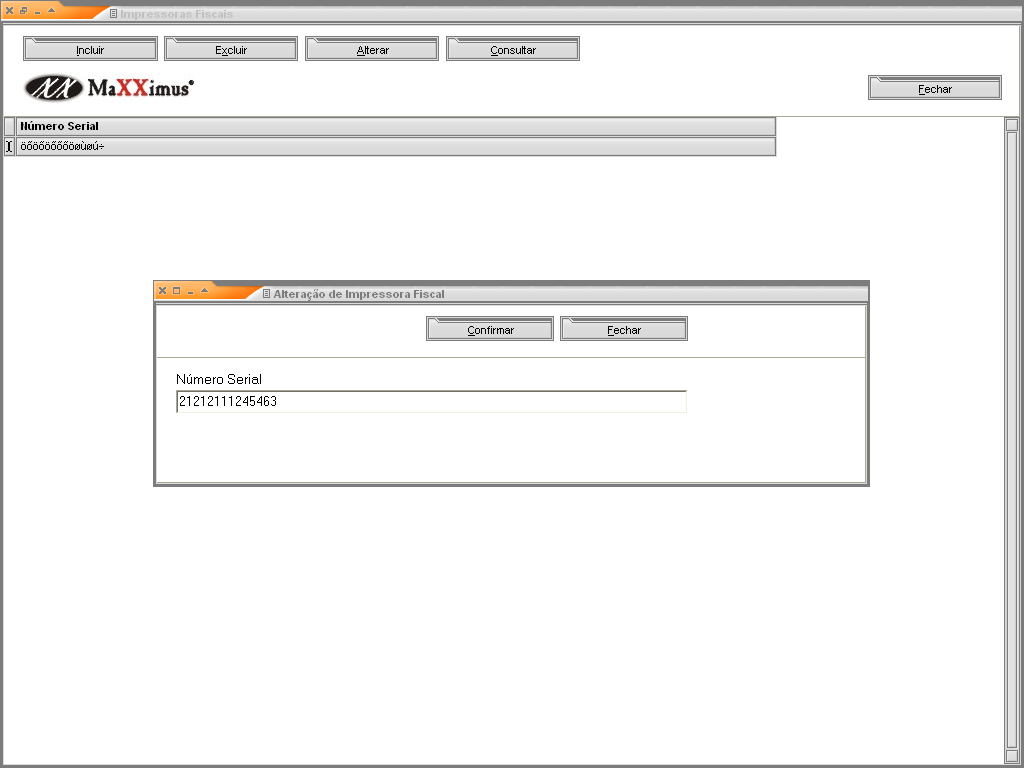 Impressoras Fiscais
Incluir Excluir Alterar Consultar
MaXXimus
Fechar
Número Serial
Alteração de Impressora Fiscal
Confirmar Fechar
Número Serial
21212111245463